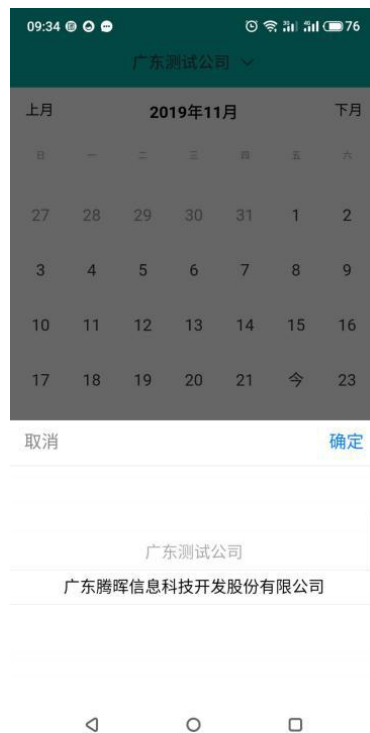 09:34 76
广东测试公司
上月 2019年11月 下月
日 一 二 三 四 五 六
27 28 29 30 31 1 2
3 4 5 6 7 8 9
10 11 12 13 14 15 16
17 18 19 20 21 今 23
取消 确定
广东测试公司
广东腾晖信息科技开发股份有限公司